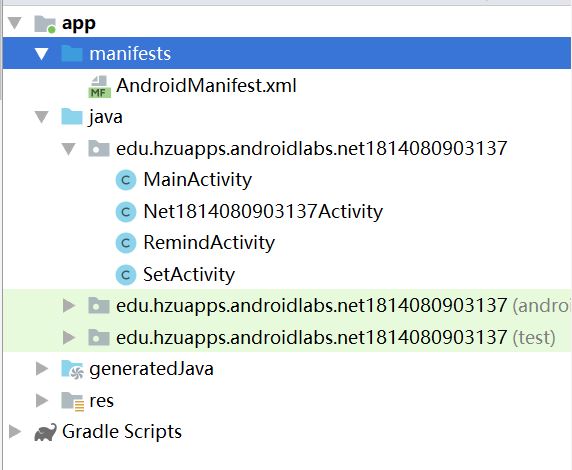 app
manifests
MF AndroidManifest.xml
java
edu.hzuapps.androidlabs.net1814080903137
C MainActivity
C Net1814080903137Activity
C RemindActivity
C SetActivity
edu.hzuapps.androidlabs.net1814080903137 (androi
edu.hzuapps.androidlabs.net1814080903137 (test)
generatedJava
res
Gradle Scripts